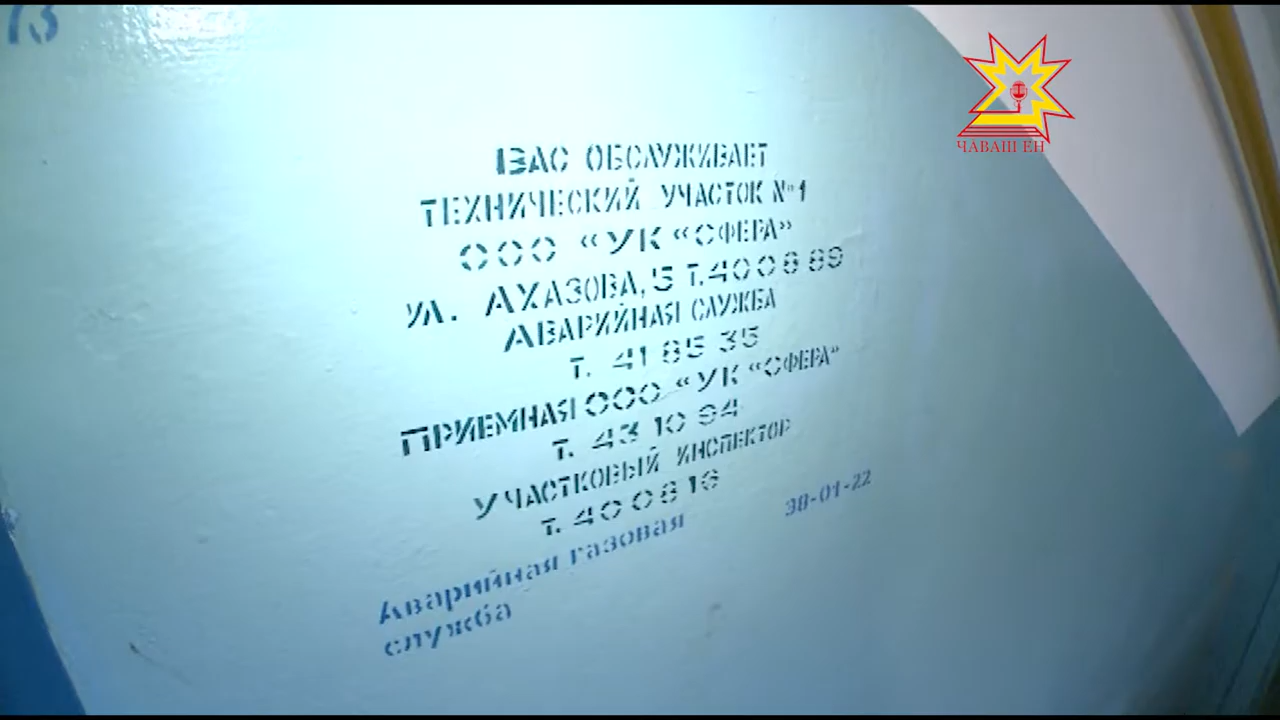 73
ЧĂВАШ ЕН
ВАС ОБСЛУЖИВАЕТ
ТЕХНИЧЕСКИЙ УЧАСТОК №1
ООО «УК «СФЕРА»
УЛ. АХАЗОВА, 5 Т. 40 08 89
АВАРИЙНАЯ СЛУЖБА
Т. 41 85 35
ПРИЕМНАЯ ООО «УК «СФЕРА»
Т. 43 10 94
УЧАСТКОВЫЙ ИНСПЕКТОР
Т. 40 08 16
Аварийная газовая 38-01-22
служба